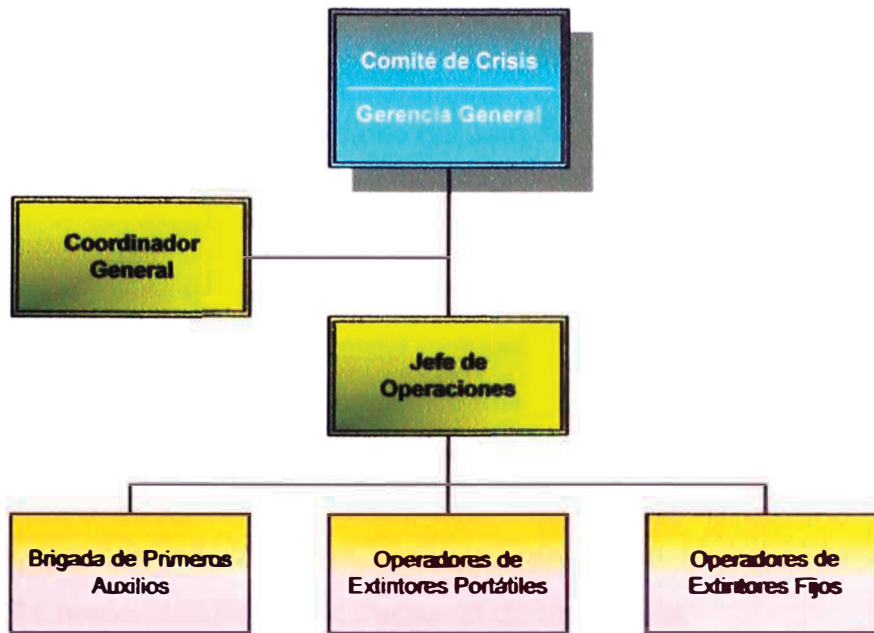 Comité de Crisis
Gerencia General
Coordinador
General
Jefe de
Operaciones
Brigada de Primeros
Auxilios
Operadores de
Extintores Portátiles
Operadores de
Extintores Fijos